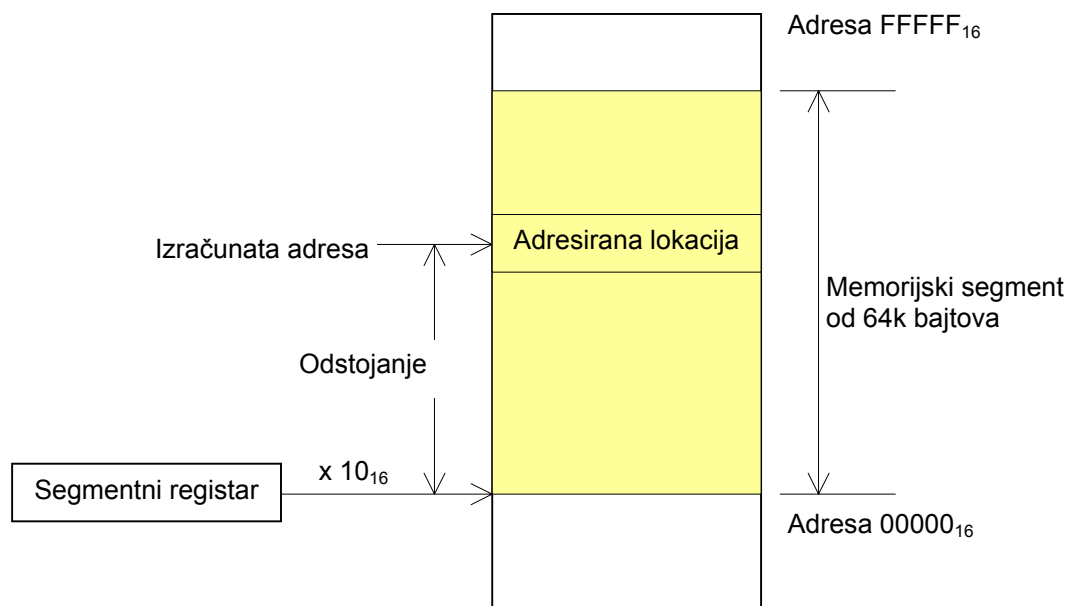 Adresa FFFFF₁₆
Izračunata adresa
Adresirana lokacija
Memorijski segment
od 64k bajtova
Odstojanje
x 10₁₆
Segmentni registar
Adresa 00000₁₆